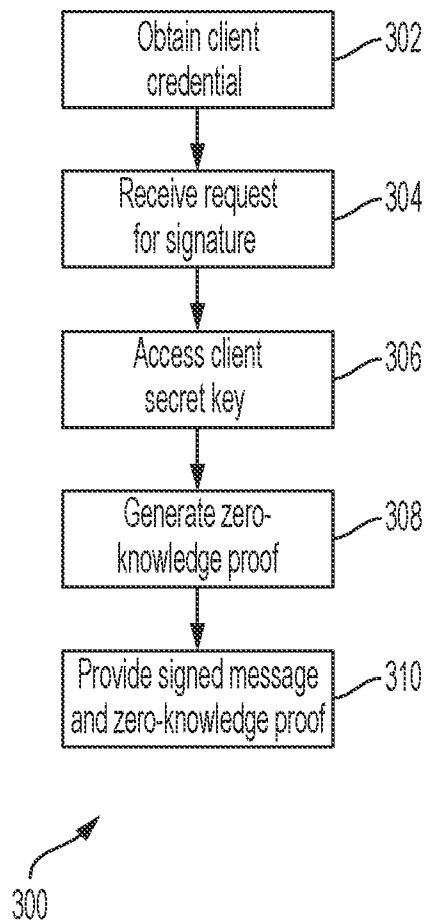 Obtain client
credential
302
Receive request
for signature
304
Access client
secret key
306
Generate zero-
knowledge proof
308
Provide signed message
and zero-knowledge proof
310
300